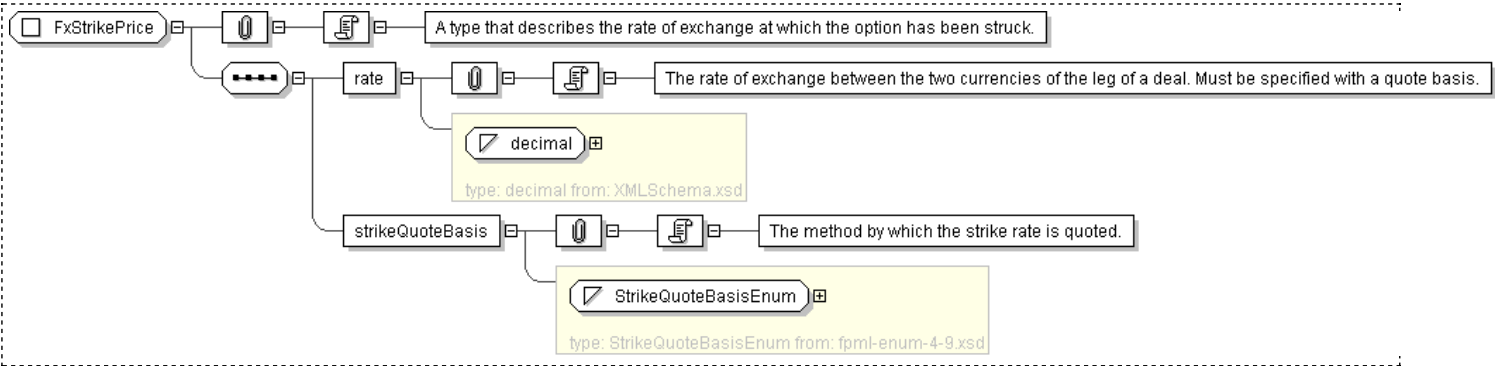 FxStrikePrice
A type that describes the rate of exchange at which the option has been struck.
rate
The rate of exchange between the two currencies of the leg of a deal. Must be specified with a quote basis.
decimal
type: decimal from: XMLSchema.xsd
strikeQuoteBasis
The method by which the strike rate is quoted.
StrikeQuoteBasisEnum
type: StrikeQuoteBasisEnum from: fpml-enum-4-9.xsd